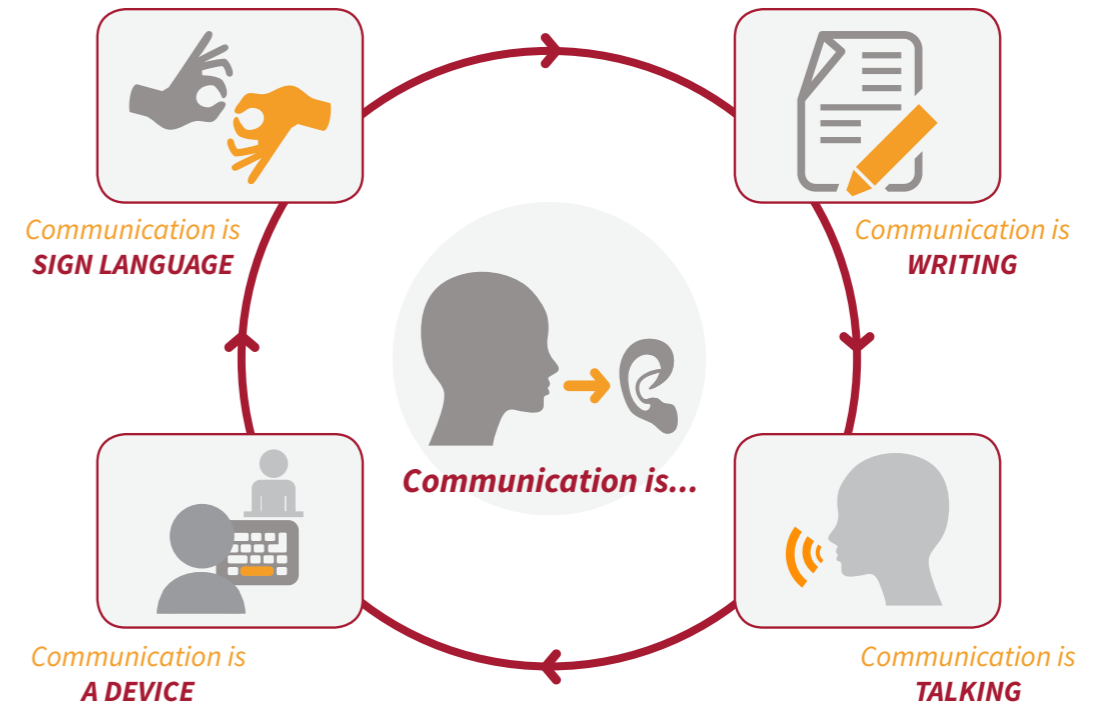 Communication is
SIGN LANGUAGE
Communication is
WRITING
Communication is...
Communication is
A DEVICE
Communication is
TALKING